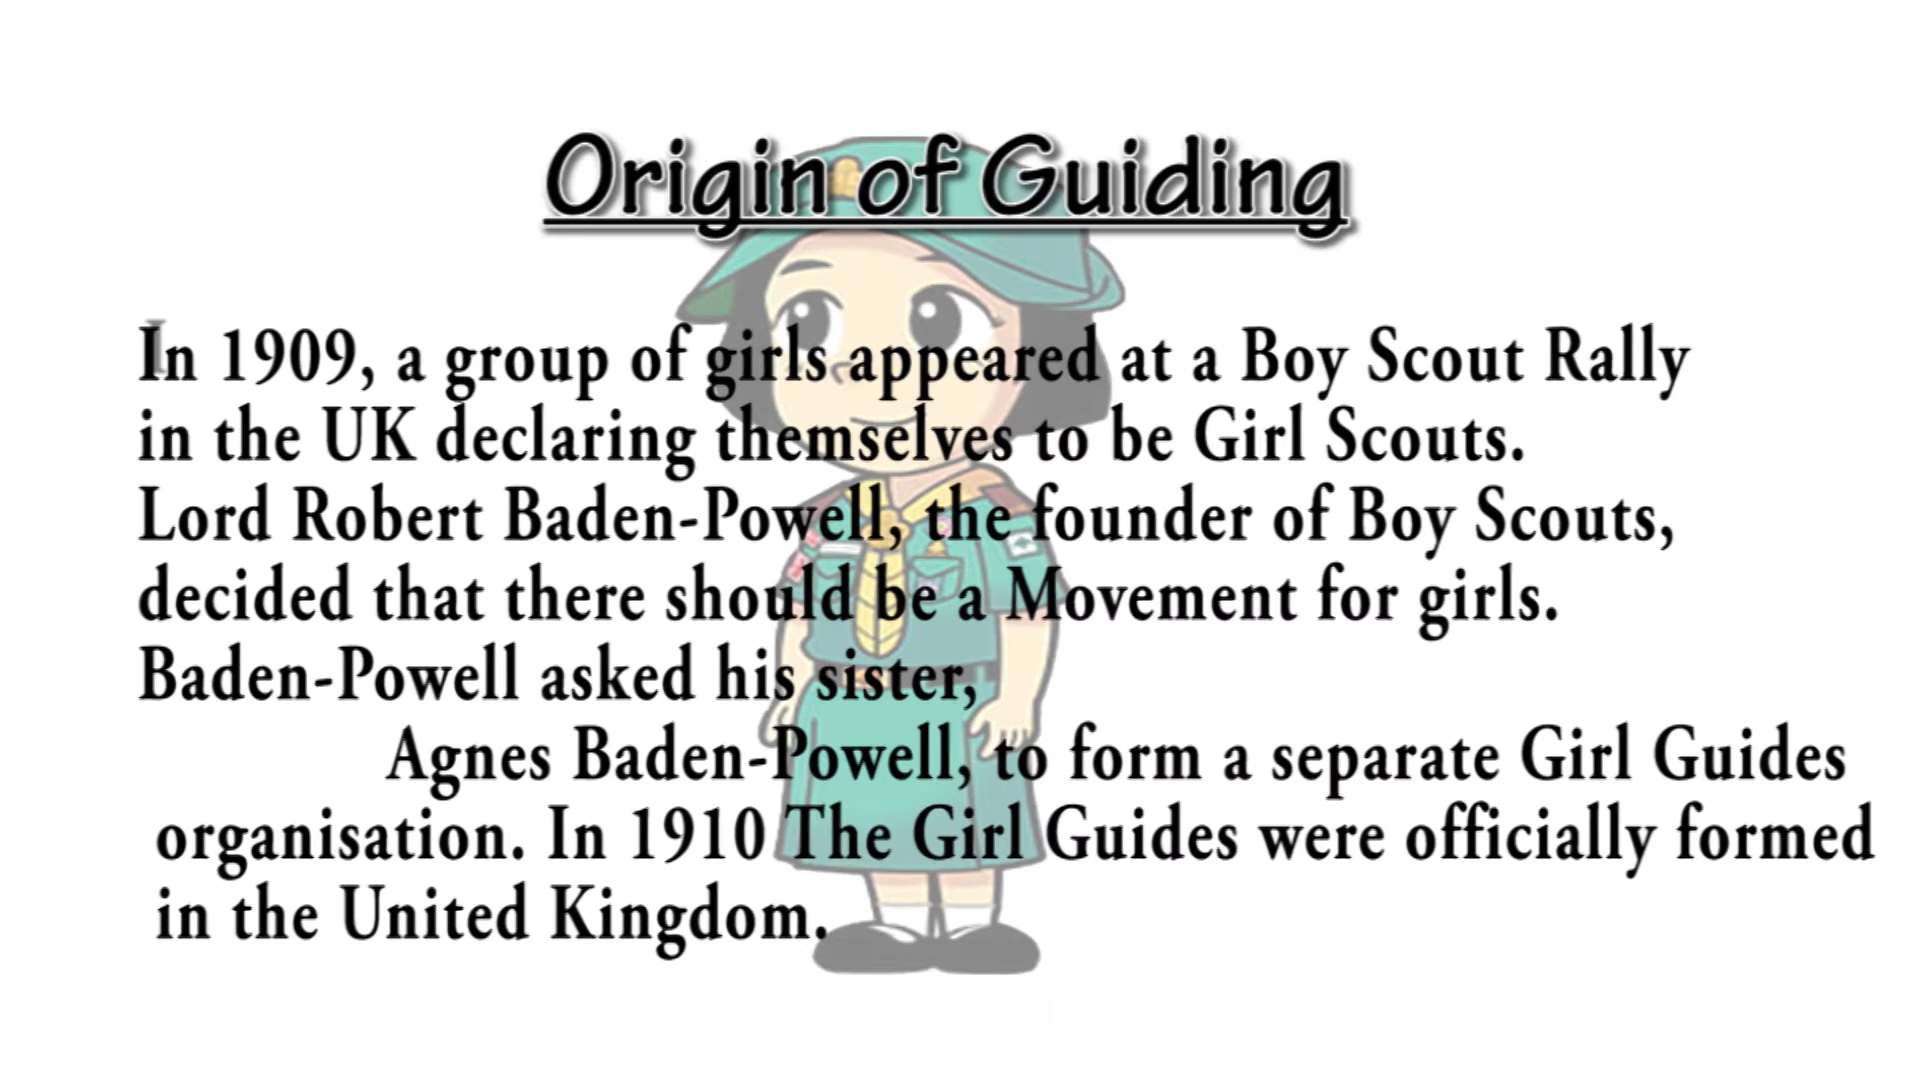 Origin of Guiding
In 1909, a group of girls appeared at a Boy Scout Rally
in the UK declaring themselves to be Girl Scouts.
Lord Robert Baden-Powell, the founder of Boy Scouts,
decided that there should be a Movement for girls.
Baden-Powell asked his sister,
Agnes Baden-Powell, to form a separate Girl Guides
organisation. In 1910 The Girl Guides were officially formed
in the United Kingdom.